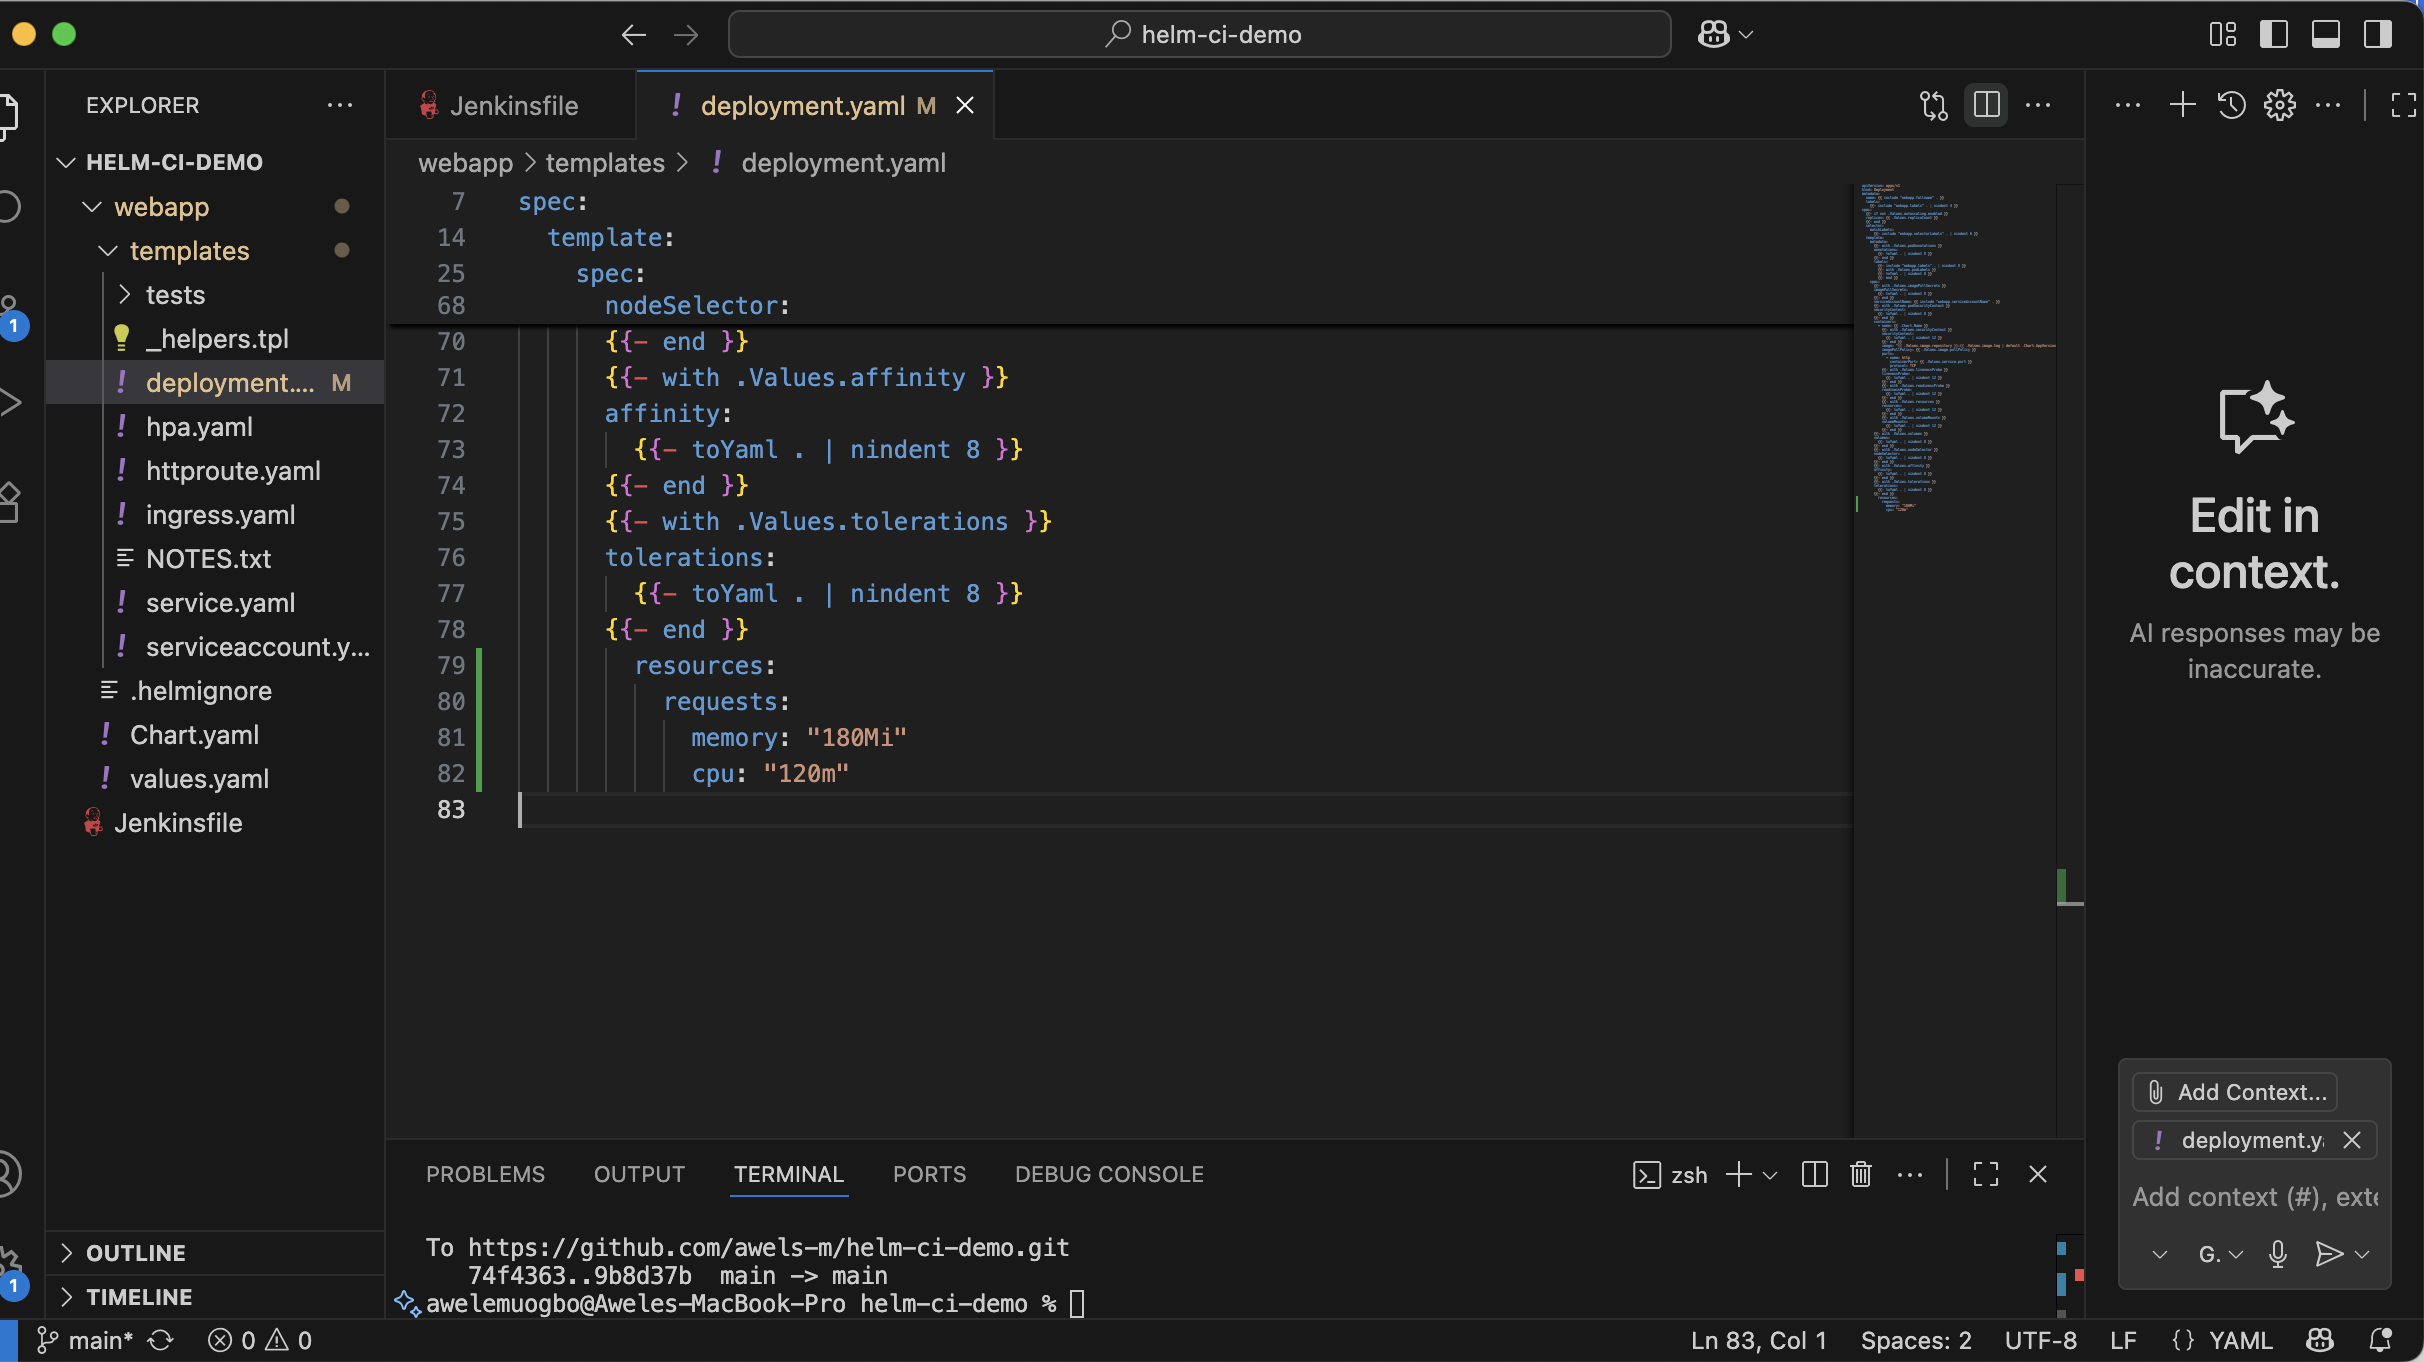 helm-ci-demo
EXPLORER
HELM-CI-DEMO
webapp
templates
tests
_helpers.tpl
deployment.... M
hpa.yaml
httproute.yaml
ingress.yaml
NOTES.txt
service.yaml
serviceaccount.y...
.helmignore
Chart.yaml
values.yaml
Jenkinsfile
OUTLINE
TIMELINE
1
1
Jenkinsfile
deployment.yaml M
webapp > templates > ! deployment.yaml
7 spec:
14 template:
25 spec:
68 nodeSelector:
70 {{- end }}
71 {{- with .Values.affinity }}
72 affinity:
73 {{- toYaml . | nindent 8 }}
74 {{- end }}
75 {{- with .Values.tolerations }}
76 tolerations:
77 {{- toYaml . | nindent 8 }}
78 {{- end }}
79 resources:
80 requests:
81 memory: "180Mi"
82 cpu: "120m"
83
Edit in
context.
AI responses may be
inaccurate.
Add Context...
deployment.y
Add context (#), exte
G.
PROBLEMS OUTPUT TERMINAL PORTS DEBUG CONSOLE
zsh
To https://github.com/awels-m/helm-ci-demo.git
74f4363..9b8d37b main -> main
awelemuogbo@Aweles-MacBook-Pro helm-ci-demo %
main* 0 0
Ln 83, Col 1 Spaces: 2 UTF-8 LF {} YAML